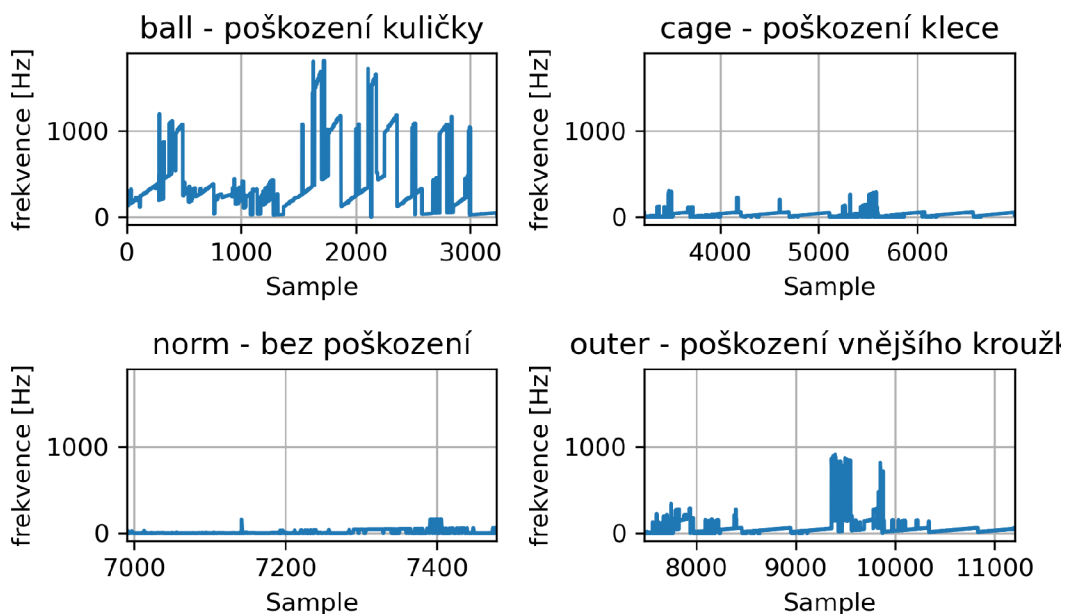 ball - poškození kuličky
frekvence [Hz]
1000
0
0 1000 2000 3000
Sample
cage - poškození klece
frekvence [Hz]
1000
0
4000 5000 6000
Sample
norm - bez poškození
frekvence [Hz]
1000
0
7000 7200 7400
Sample
outer - poškození vnějšího
frekvence [Hz]
1000
0
8000 9000 10000 11000
Sample